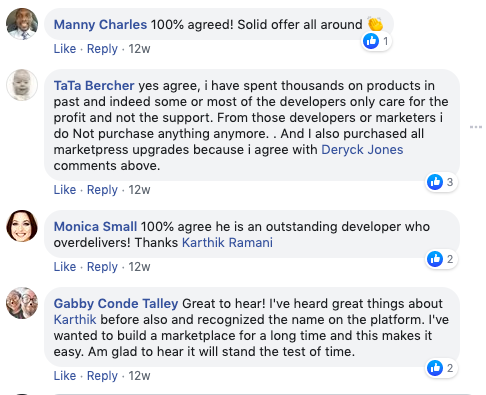 Manny Charles 100% agreed! Solid offer all around 👏
1
Like · Reply · 12w
TaTa Bercher yes agree, i have spent thousands on products in
past and indeed some or most of the developers only care for the
profit and not the support. From those developers or marketers i
do Not purchase anything anymore. . And I also purchased all
marketpress upgrades because i agree with Deryck Jones
comments above.
3
Like · Reply · 12w
Monica Small 100% agree he is an outstanding developer who
overdelivers! Thanks Karthik Ramani
2
Like · Reply · 12w
Gabby Conde Talley Great to hear! I've heard great things about
Karthik before also and recognized the name on the platform. I've
wanted to build a marketplace for a long time and this makes it
easy. Am glad to hear it will stand the test of time.
2
Like · Reply · 12w